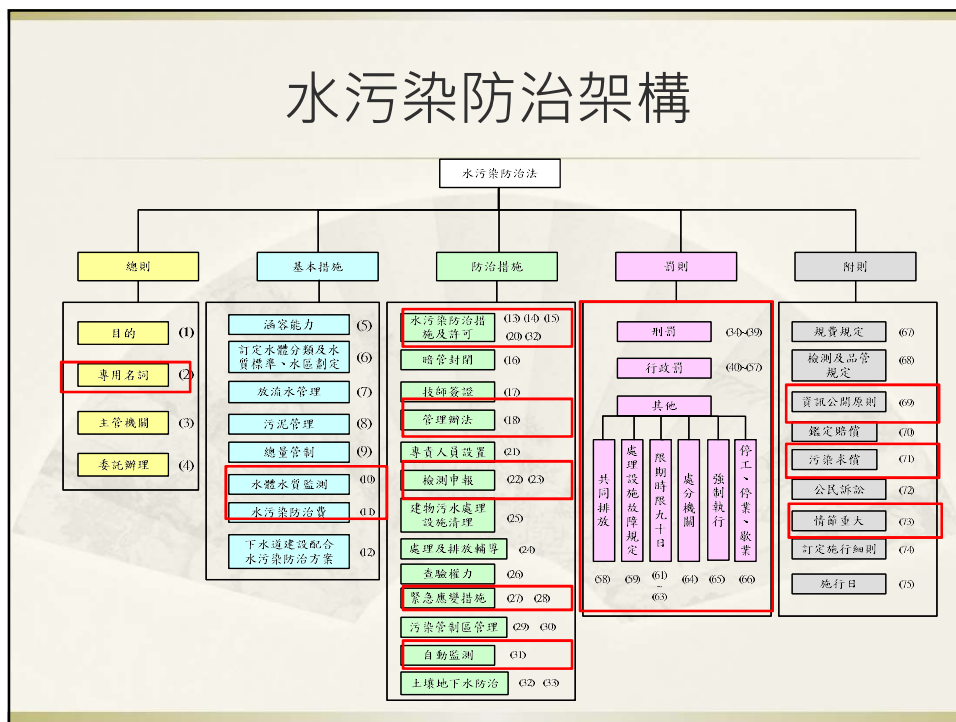 水污染防治架構
水污染防治法
總則
目的 (1)
專用名詞 (2)
主管機關 (3)
委託辦理 (4)
基本措施
涵容能力 (5)
訂定水體分類及水
質標準、水區劃定 (6)
放流水管理 (7)
污泥管理 (8)
總量管制 (9)
水體水質監測 (10)
水污染防治費 (11)
下水道建設配合
水污染防治方案 (12)
防治措施
水污染防治措
施及許可
(13) (14) (15)
(20) (32)
暗管封閉 (16)
技師簽證 (17)
管理辦法 (18)
專責人員設置 (21)
檢測申報 (22) (23)
建物污水處理
設施清理 (25)
處理及排放輔導 (24)
查驗權力 (26)
緊急應變措施 (27) (28)
污染管制區管理 (29) (30)
自動監測 (31)
土壤地下水防治 (32) (33)
罰則
刑罰 (34~39)
行政罰 (40~57)
其他
共同排放 (58)
處理設施故障規定 (59)
限期時限九十日 (61)
~
(63)
處分機關 (64)
強制執行 (65)
停工、停業、歇業 (66)
附則
規費規定 (67)
檢測及品管
規定 (68)
資訊公開原則 (69)
鑑定賠償 (70)
污染求償 (71)
公民訴訟 (72)
情節重大 (73)
訂定施行細則 (74)
施行日 (75)